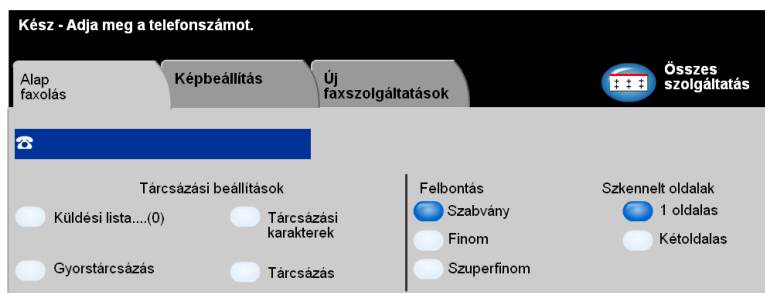 Kész - Adja meg a telefonszámot.
Alap
faxolás
Képbeállítás
Új
faxszolgáltatások
Összes
szolgáltatás
Tárcsázási beállítások
Küldési lista....(0)
Tárcsázási
karakterek
Gyorstárcsázás
Tárcsázás
Felbontás
Szabvány
Finom
Szuperfinom
Szkennelt oldalak
1 oldalas
Kétoldalas